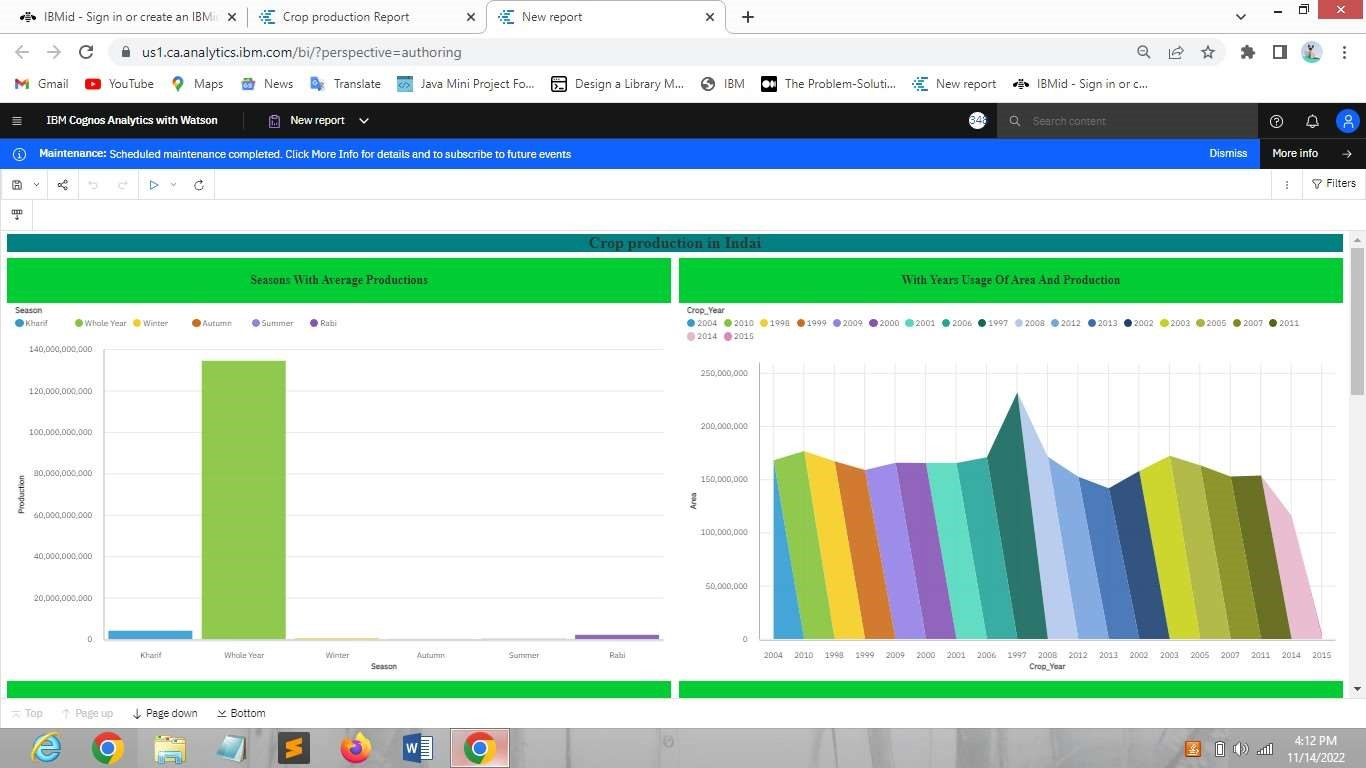 IBMid - Sign in or create an IBMi
Crop production Report
New report
us1.ca.analytics.ibm.com/bi/?perspective=authoring
Gmail YouTube Maps News Translate Java Mini Project Fo... Design a Library M... IBM The Problem-Soluti... New report IBMid - Sign in or c...
IBM Cognos Analytics with Watson New report Search content
Maintenance: Scheduled maintenance completed. Click More Info for details and to subscribe to future events Dismiss More info
Filters
Crop production in Indai
Seasons With Average Productions
Season
Kharif Whole Year Winter Autumn Summer Rabi
140,000,000,000
120,000,000,000
100,000,000,000
80,000,000,000
60,000,000,000
40,000,000,000
20,000,000,000
0
Production
Kharif Whole Year Winter Autumn Summer Rabi
Season
With Years Usage Of Area And Production
Crop_Year
2004 2010 1998 1999 2009 2000 2001 2006 1997 2008 2012 2013 2002 2003 2005 2007 2011
2014 2015
250,000,000
200,000,000
150,000,000
100,000,000
50,000,000
0
Area
2004 2010 1998 1999 2009 2000 2001 2006 1997 2008 2012 2013 2002 2003 2005 2007 2011 2014 2015
Crop_Year
Top Page up Page down Bottom
4:12 PM
11/14/2022